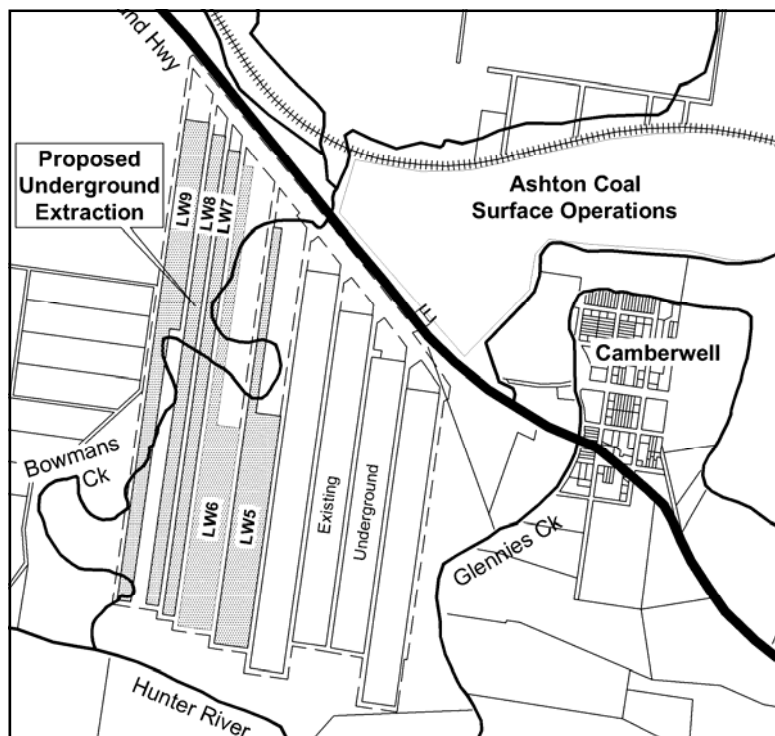 und Hwy
Proposed
Underground
Extraction
LW9
LW8
LW7
Ashton Coal
Surface Operations
Camberwell
Bowmans
Ck
LW6
LW5
Existing
Underground
Glennies Ck
Hunter River